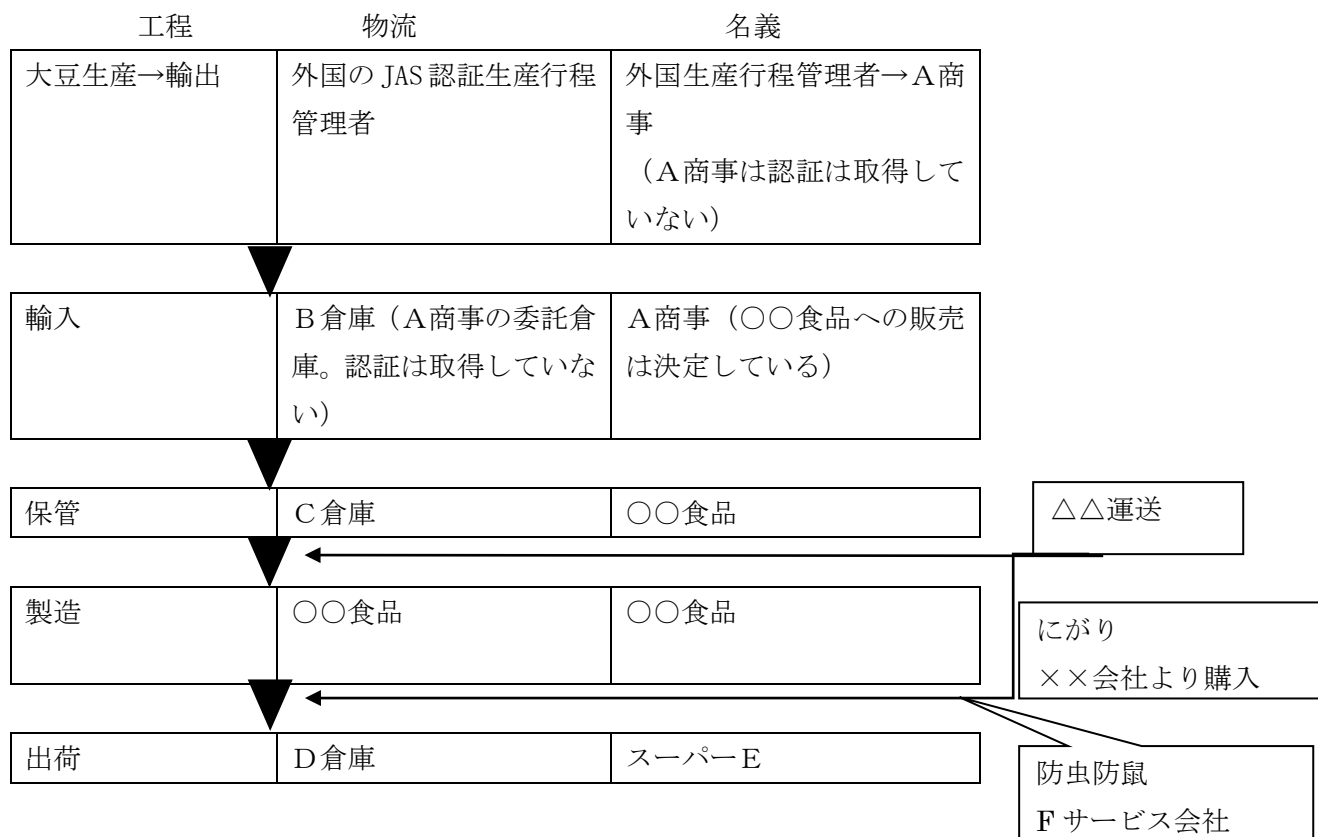 工程 物流 名義
大豆生産→輸出
外国の JAS 認証生産行程
管理者
外国生産行程管理者→A商
事
（A商事は認証は取得して
いない）
輸入
B倉庫（A商事の委託倉
庫。認証は取得していな
い）
A商事（○○食品への販売
は決定している）
保管
C倉庫
○○食品
△△運送
製造
○○食品
○○食品
にがり
××会社より購入
出荷
D倉庫
スーパーE
防虫防鼠
F サービス会社